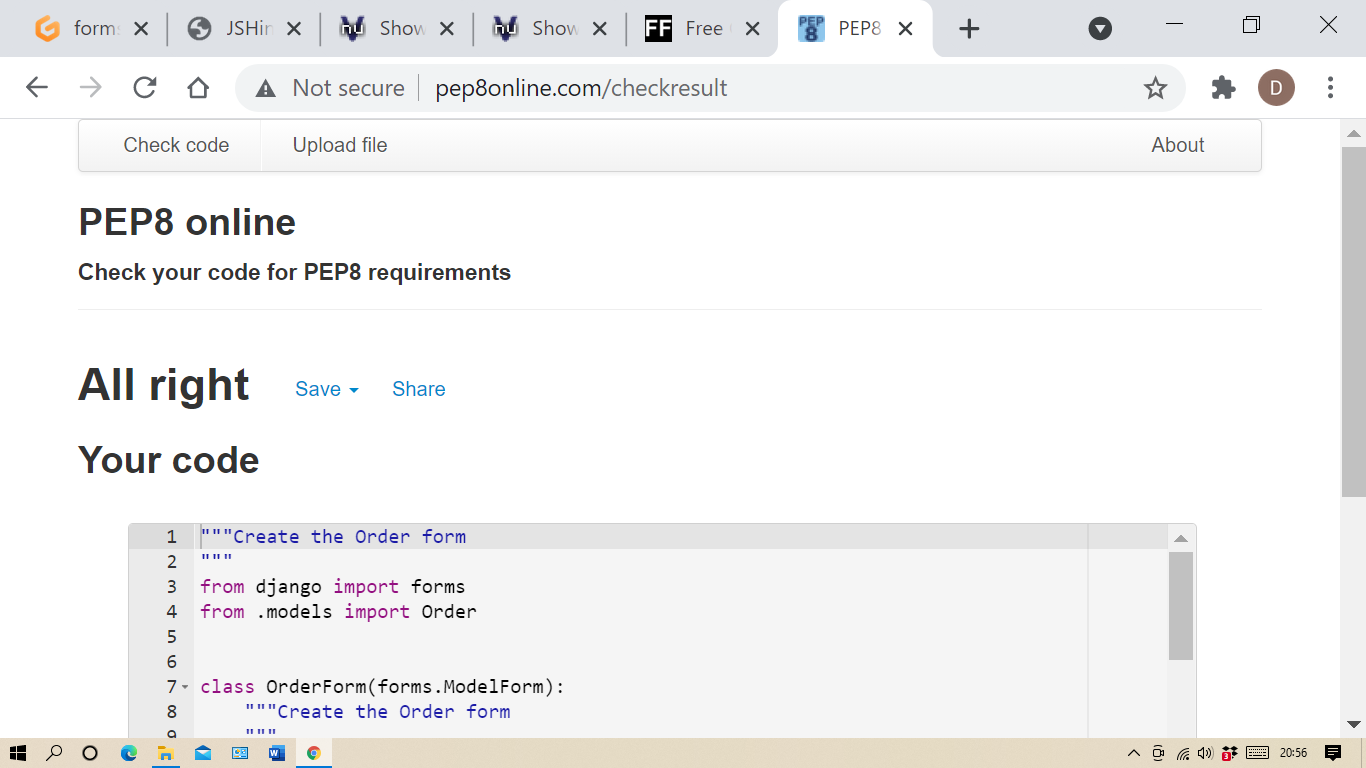 forms
JSHin
Show
Show
Free
PEP8
Not secure
pep8online.com/checkresult
D
Check code
Upload file
About
PEP8 online
Check your code for PEP8 requirements
All right
Save
Share
Your code
1 """Create the Order form
2 """
3 from django import forms
4 from .models import Order
5
6
7 class OrderForm(forms.ModelForm):
8 """Create the Order form
9 """
20:56